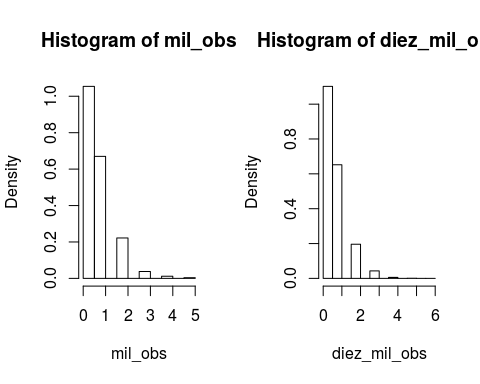 Histogram of mil_obs
Density
0.0 0.2 0.4 0.6 0.8 1.0
0 1 2 3 4 5
mil_obs
Histogram of diez_mil_o
Density
0.0 0.4 0.8
0 2 4 6
diez_mil_obs